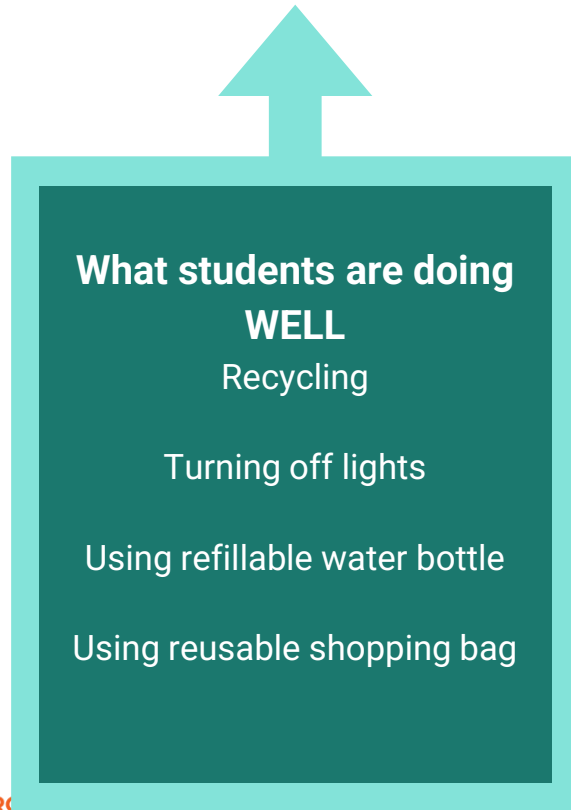 What students are doing
WELL
Recycling
Turning off lights
Using refillable water bottle
Using reusable shopping bag